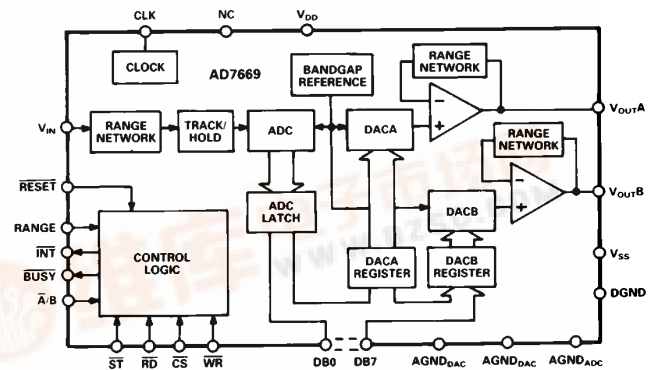 CLK NC VDD
CLOCK
AD7669
BANDGAP
REFERENCE
RANGE
NETWORK
VIN
RANGE
NETWORK
TRACK/
HOLD
ADC
DACA
−
+
VOUTA
RANGE
NETWORK
RESET
ADC
LATCH
DACB
−
+
VOUTB
RANGE
INT
BUSY
A/B
CONTROL
LOGIC
DACA
REGISTER
DACB
REGISTER
VSS
DGND
ST RD CS WR DB0 DB7 AGNDDAC AGNDDAC AGNDADC